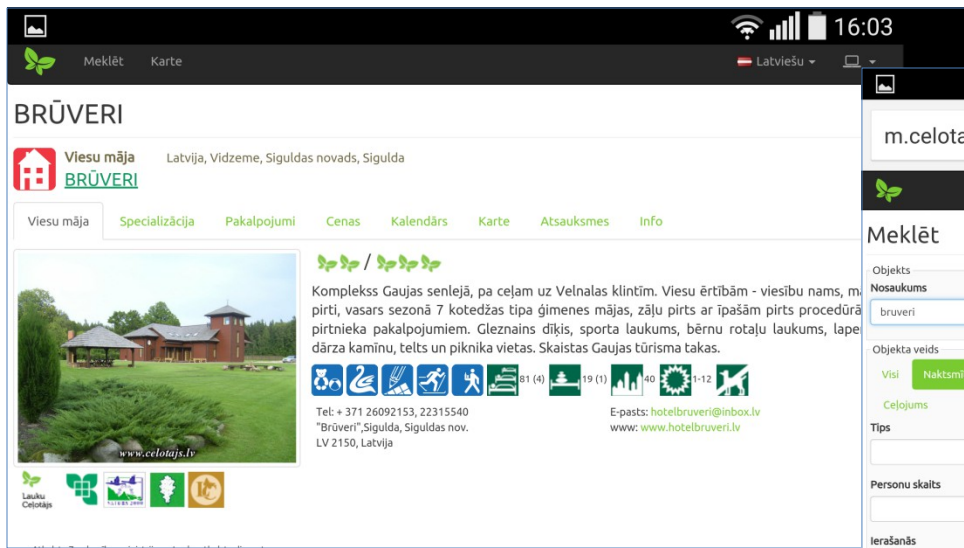 16:03
Meklēt Karte Latviešu
BRŪVERI
Viesu māja Latvija, Vidzeme, Siguldas novads, Sigulda
BRŪVERI
Viesu māja Specializācija Pakalpojumi Cenas Kalendārs Karte Atsauksmes Info
Komplekss Gaujas senlejā, pa ceļam uz Velnalas klintīm. Viesu ērtībām - viesību nams,
pirti, vasars sezonā 7 kotedžas tipa ģimenes mājas, zāļu pirts ar īpašām pirts procedūrā
pirtnieka pakalpojumiem. Gleznains dīķis, sporta laukums, bērnu rotaļu laukums,
dārza kamīnu, telts un piknika vietas. Skaistas Gaujas tūrisma takas.
81 (4) 19 (1) 40 1-12
Tel: + 371 26092153, 22315540
"Brūveri",Sigulda, Siguldas nov.
LV 2150, Latvija
E-pasts: hotelbruveri@inbox.lv
www: www.hotelbruveri.lv
www.celotajs.lv
Lauku
Ceļotājs
m.celota
Meklēt
Objekts
Nosaukums
bruveri
Objekta veids
Visi Naktsmī
Ceļojums
Tips
Personu skaits
Ierašanās